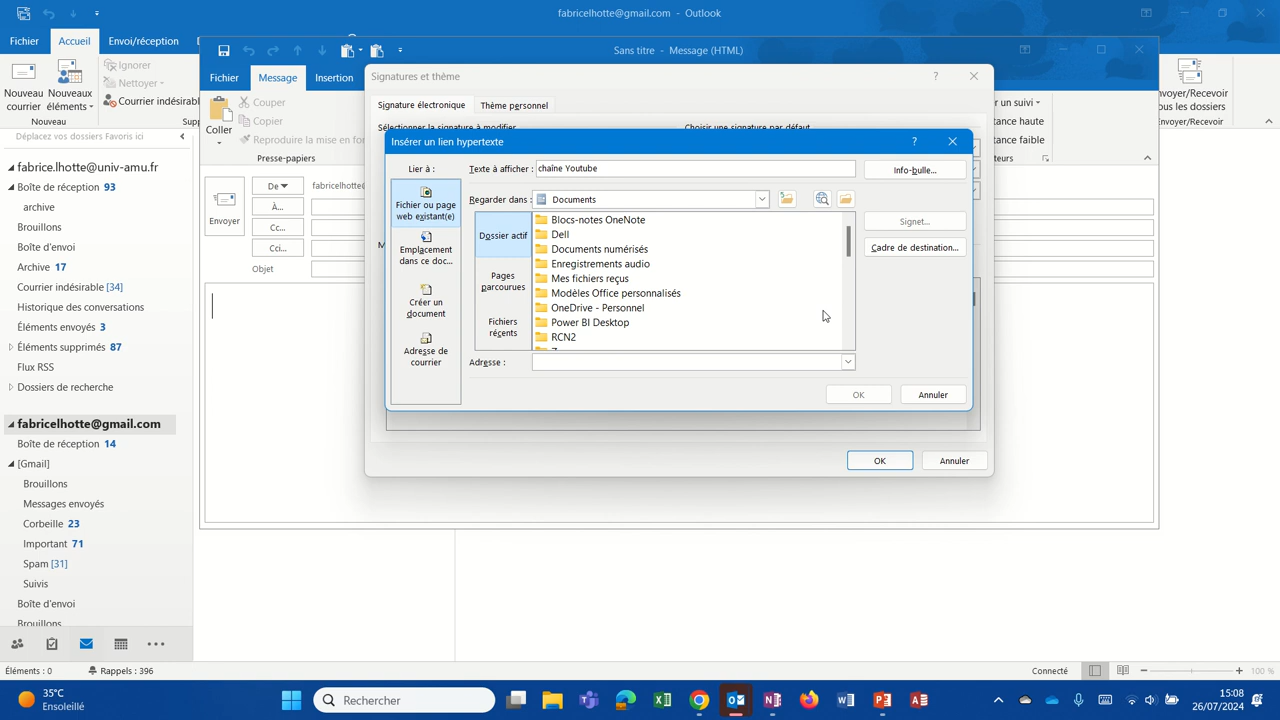 fabricelhotte@gmail.com - Outlook
Fichier
Accueil
Envoi/réception
Sans titre - Message (HTML)
Fichier
Message
Insertion
Nouveau
courrier
Nouveaux
éléments
Nouveau
Ignorer
Nettoyer
Courrier indésirable
Coller
Couper
Copier
Reproduire la mise en for
Presse-papiers
Envoyer/Recevoir
tous les dossiers
Envoyer/Recevoir
Signatures et thème
Signature électronique
Thème personnel
Sélectionner la signature à modifier
Choisir une signature par défaut
Insérer un lien hypertexte
Lier à :
Texte à afficher :
chaîne Youtube
Info-bulle...
Fichier ou page
web existant(e)
Emplacement
dans ce doc...
Créer un
document
Adresse de
courrier
Regarder dans :
Documents
Dossier actif
Pages
parcourues
Fichiers
récents
Blocs-notes OneNote
Dell
Documents numérisés
Enregistrements audio
Mes fichiers reçus
Modèles Office personnalisés
OneDrive - Personnel
Power BI Desktop
RCN2
Signet...
Cadre de destination...
Adresse :
OK
Annuler
OK
Annuler
De
fabricelhotte
À...
Cc...
Cci...
Objet
Envoyer
un suivi
tance haute
tance faible
Déplacez vos dossiers Favoris ici
fabrice.lhotte@univ-amu.fr
Boîte de réception 93
archive
Brouillons
Archive 17
Courrier indésirable [34]
Historique des conversations
Éléments envoyés 3
Éléments supprimés 87
Flux RSS
Dossiers de recherche
fabricelhotte@gmail.com
Boîte de réception 14
[Gmail]
Brouillons
Messages envoyés
Corbeille 23
Important 71
Spam [31]
Suivis
Boîte d'envoi
Brouillons
Éléments : 0
Rappels : 396
Connecté
100 %
35°C
Ensoleillé
Rechercher
15:08
26/07/2024